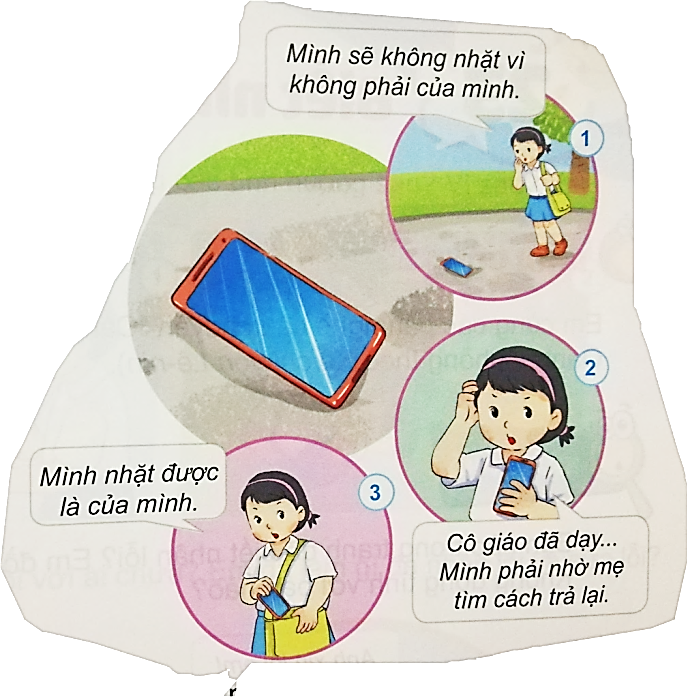 Mình sẽ không nhặt vì
không phải của mình.
1
2
Mình nhặt được
là của mình.
3
Cô giáo đã dạy...
Mình phải nhờ mẹ
tìm cách trả lại.